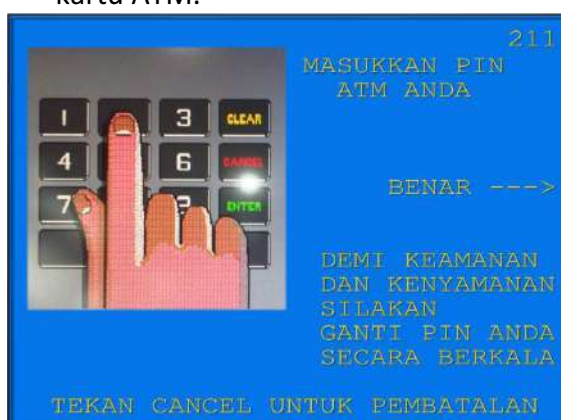 kartu ATM.
211
MASUKKAN PIN
ATM ANDA
1 3 CLEAR
4 6 CANCEL
7 ENTER
BENAR --->
DEMI KEAMANAN
DAN KENYAMANAN
SILAKAN
GANTI PIN ANDA
SECARA BERKALA
TEKAN CANCEL UNTUK PEMBATALAN